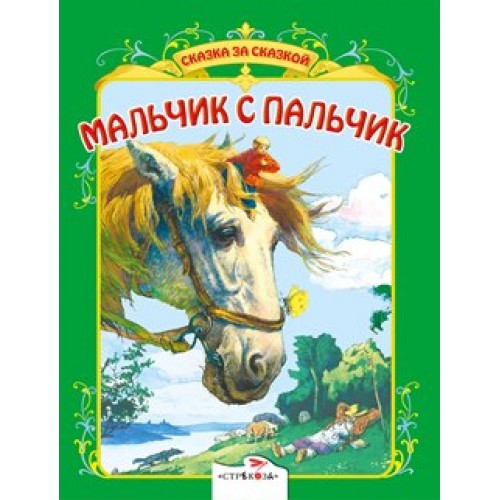 СКАЗКА ЗА СКАЗКОЙ
МАЛЬЧИК С ПАЛЬЧИК
«СТРЕКОЗА»